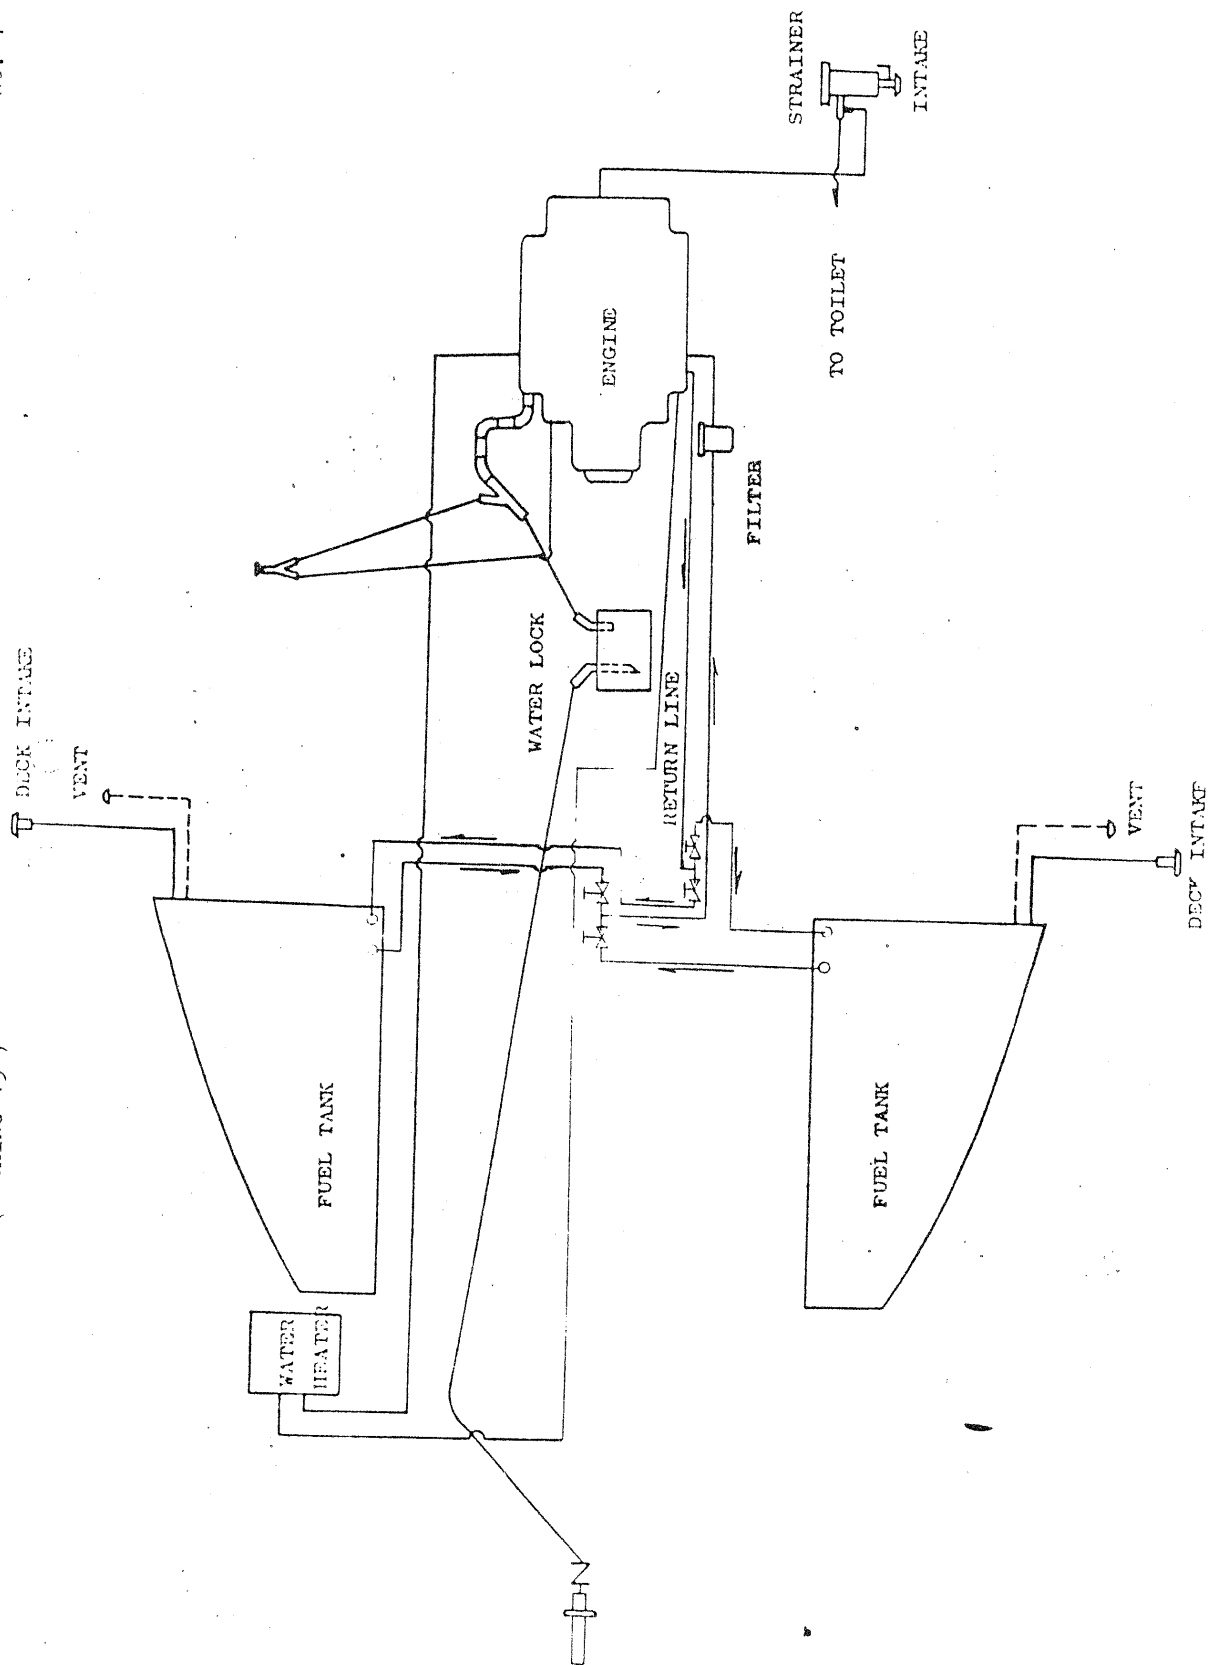 DECK INTAKE
VENT
FUEL TANK
WATER
HEATER
WATER LOCK
ENGINE
RETURN LINE
FILTER
STRAINER
INTAKE
TO TOILET
FUEL TANK
VENT
DECK INTAKE